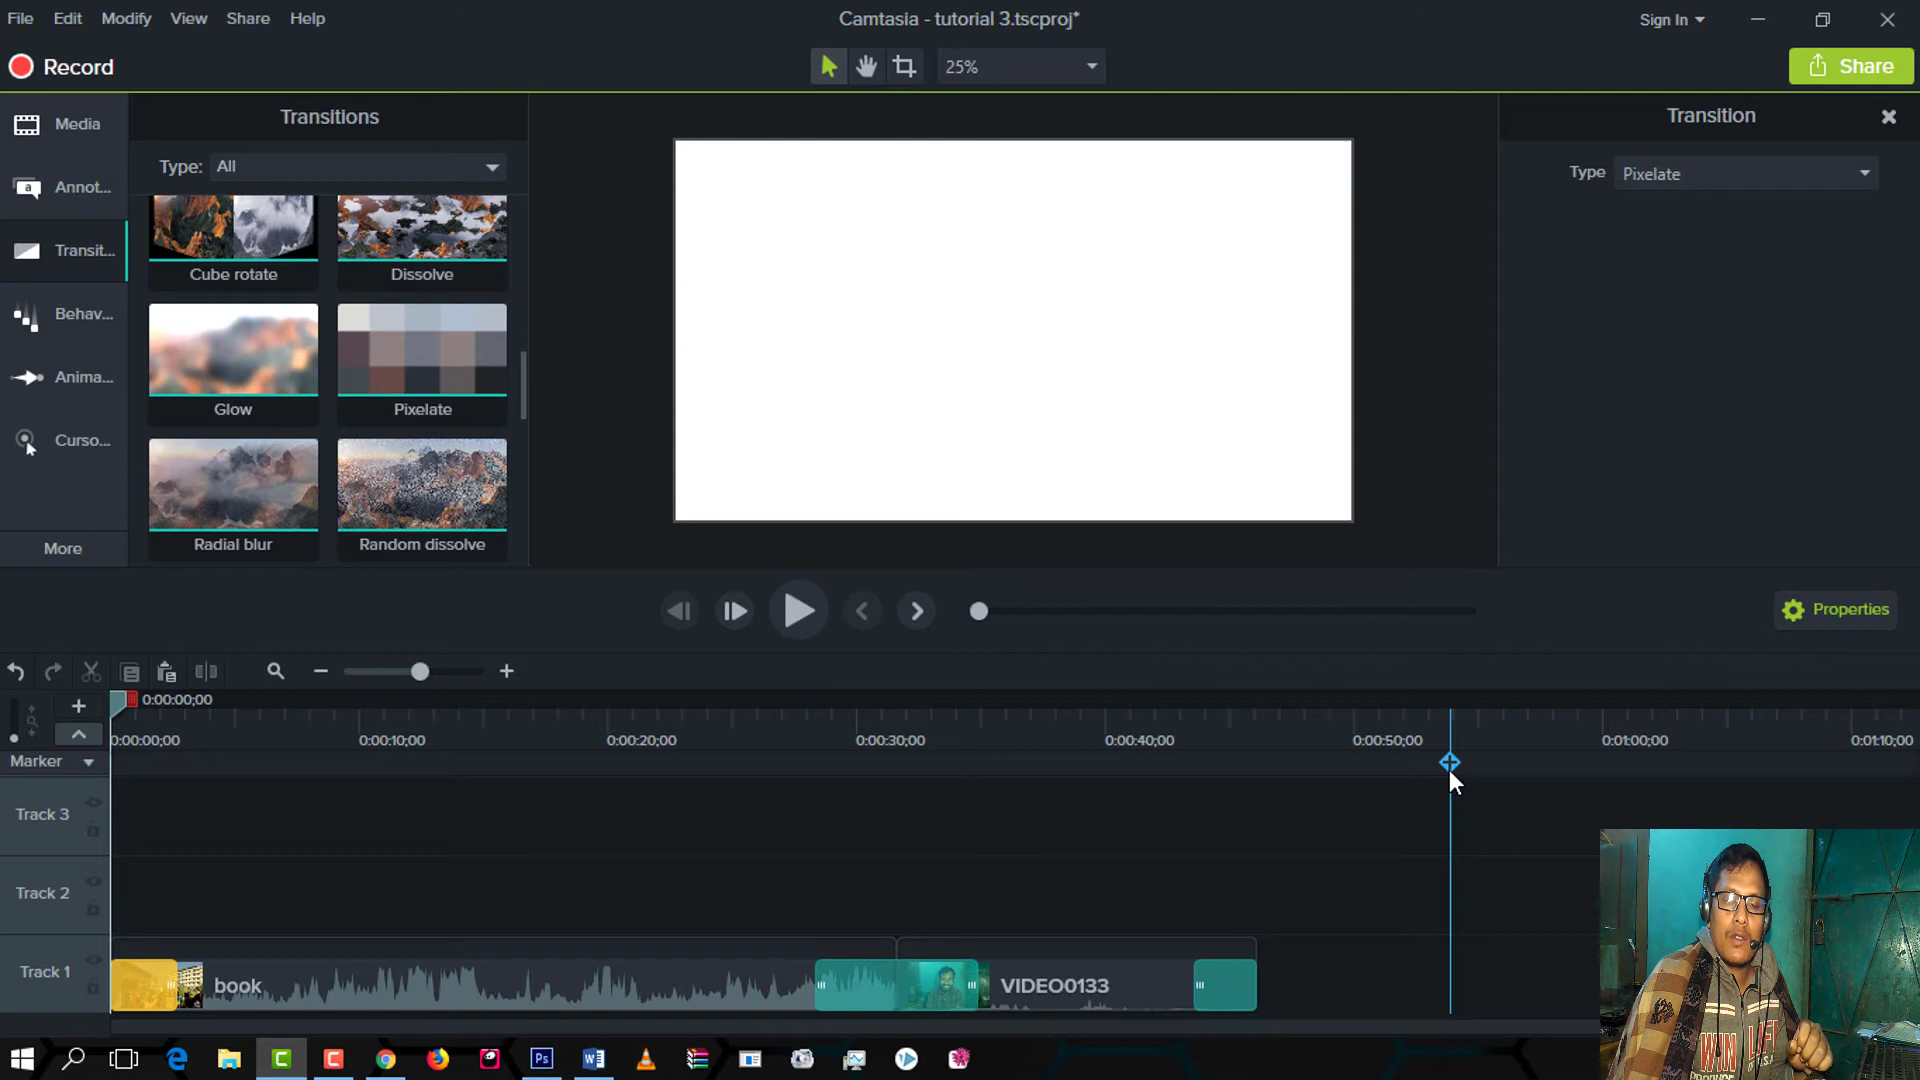 File Edit Modify View Share Help
Camtasia - tutorial 3.tscproj*
Sign In
Record
25%
Share
Media
Annot...
Transit...
Behav...
Anima...
Curso...
More
Transitions
Type: All
Cube rotate
Dissolve
Glow
Pixelate
Radial blur
Random dissolve
Transition
Type Pixelate
Properties
0:00:00;00
0:00:00;00 0:00:10;00 0:00:20;00 0:00:30;00 0:00:40;00 0:00:50;00 0:01:00;00 0:01:10;00
Marker
Track 3
Track 2
Track 1
book
VIDEO0133
WIN LIFE